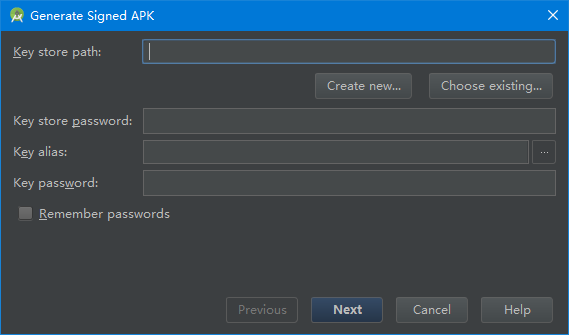 Generate Signed APK
Key store path:
Create new... Choose existing...
Key store password:
Key alias: ...
Key password:
Remember passwords
Previous Next Cancel Help